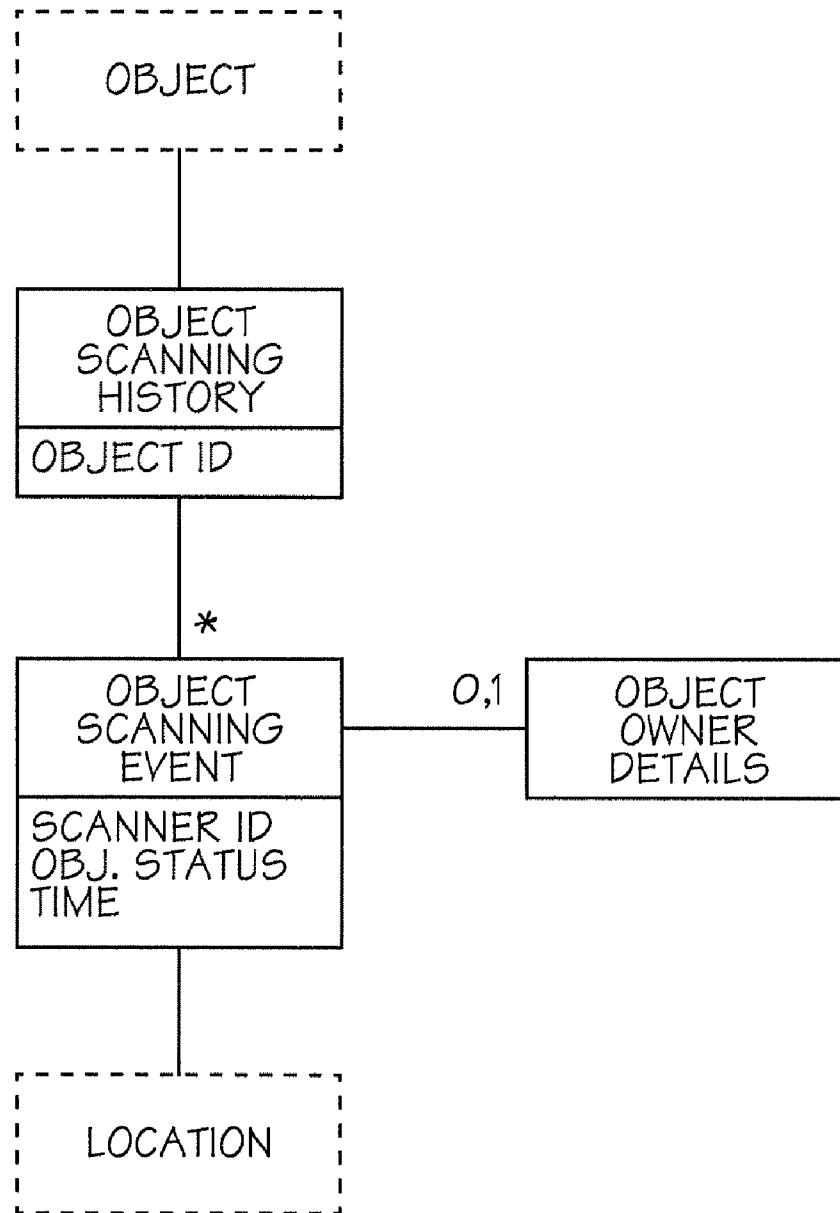 OBJECT
OBJECT
SCANNING
HISTORY
OBJECT ID
*
OBJECT
SCANNING
EVENT
0,1
OBJECT
OWNER
DETAILS
SCANNER ID
OBJ. STATUS
TIME
LOCATION